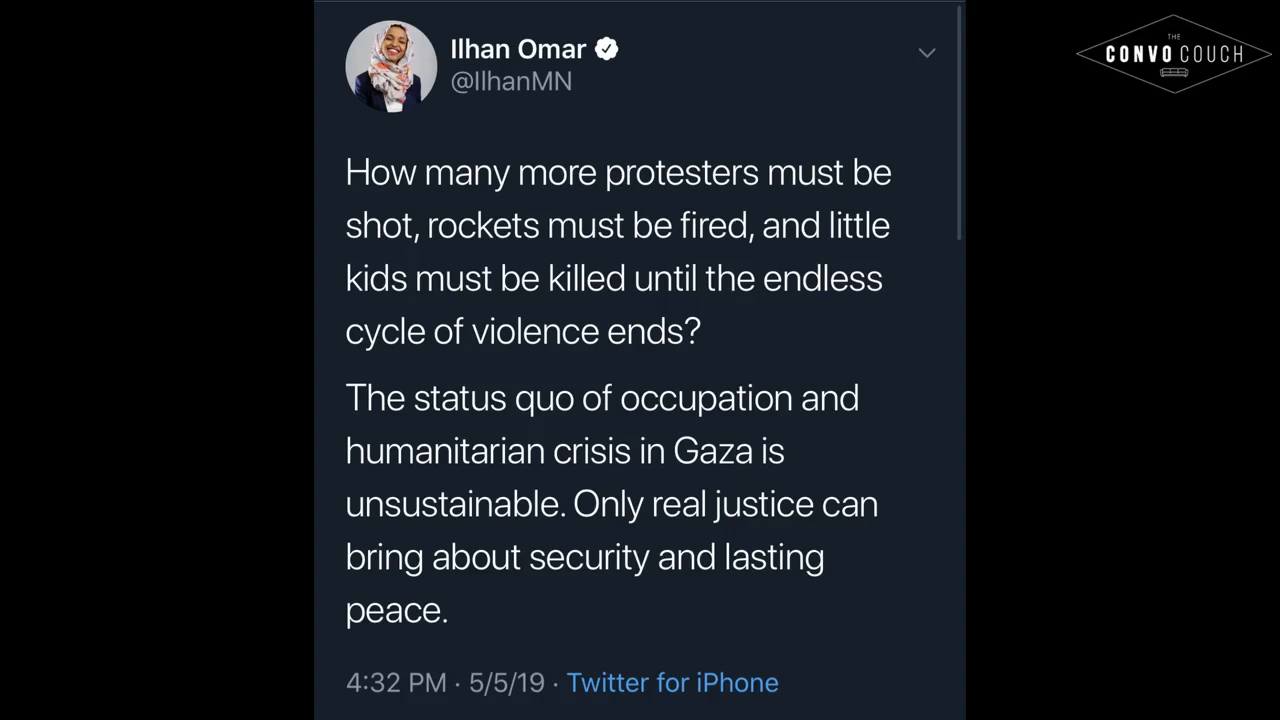 Ilhan Omar
@IlhanMN
THE
CONVO COUCH
How many more protesters must be
shot, rockets must be fired, and little
kids must be killed until the endless
cycle of violence ends?
The status quo of occupation and
humanitarian crisis in Gaza is
unsustainable. Only real justice can
bring about security and lasting
peace.
4:32 PM · 5/5/19 · Twitter for iPhone